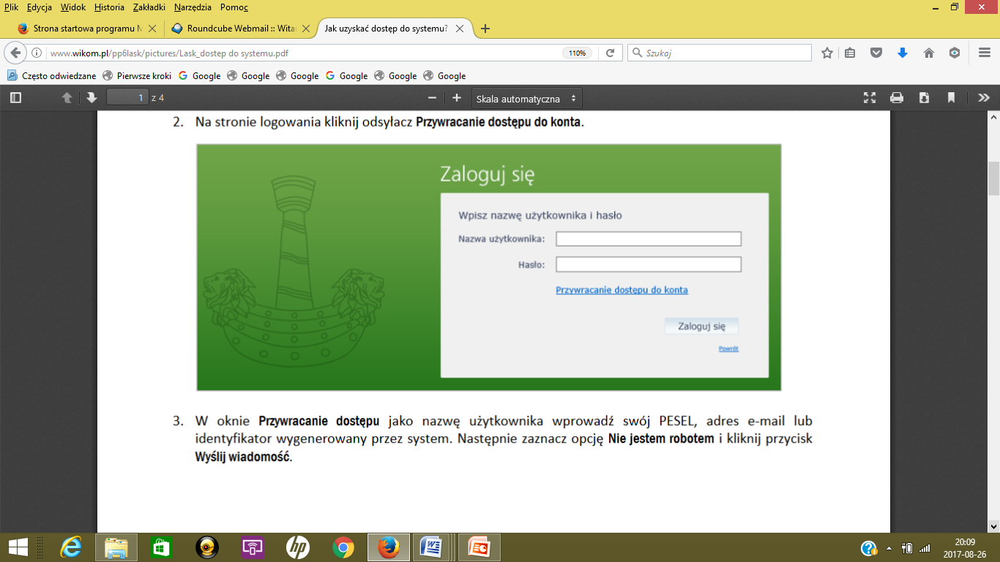 Plik Edycja Widok Historia Zakładki Narzędzia Pomoc
Strona startowa programu M
Roundcube Webmail :: Wita
Jak uzyskać dostęp do systemu?
www.wikom.pl/pp6lask/pictures/Lask_dostep do systemu.pdf
110%
Szukaj
Często odwiedzane Pierwsze kroki Google Google Google Google Google Google
1 z 4
Skala automatyczna
2. Na stronie logowania kliknij odsyłacz Przywracanie dostępu do konta.
Zaloguj się
Wpisz nazwę użytkownika i hasło
Nazwa użytkownika:
Hasło:
Przywracanie dostępu do konta
Zaloguj się
Powrót
3. W oknie Przywracanie dostępu jako nazwę użytkownika wprowadź swój PESEL, adres e-mail lub
identyfikator wygenerowany przez system. Następnie zaznacz opcję Nie jestem robotem i kliknij przycisk
Wyślij wiadomość.
20:09
2017-08-26